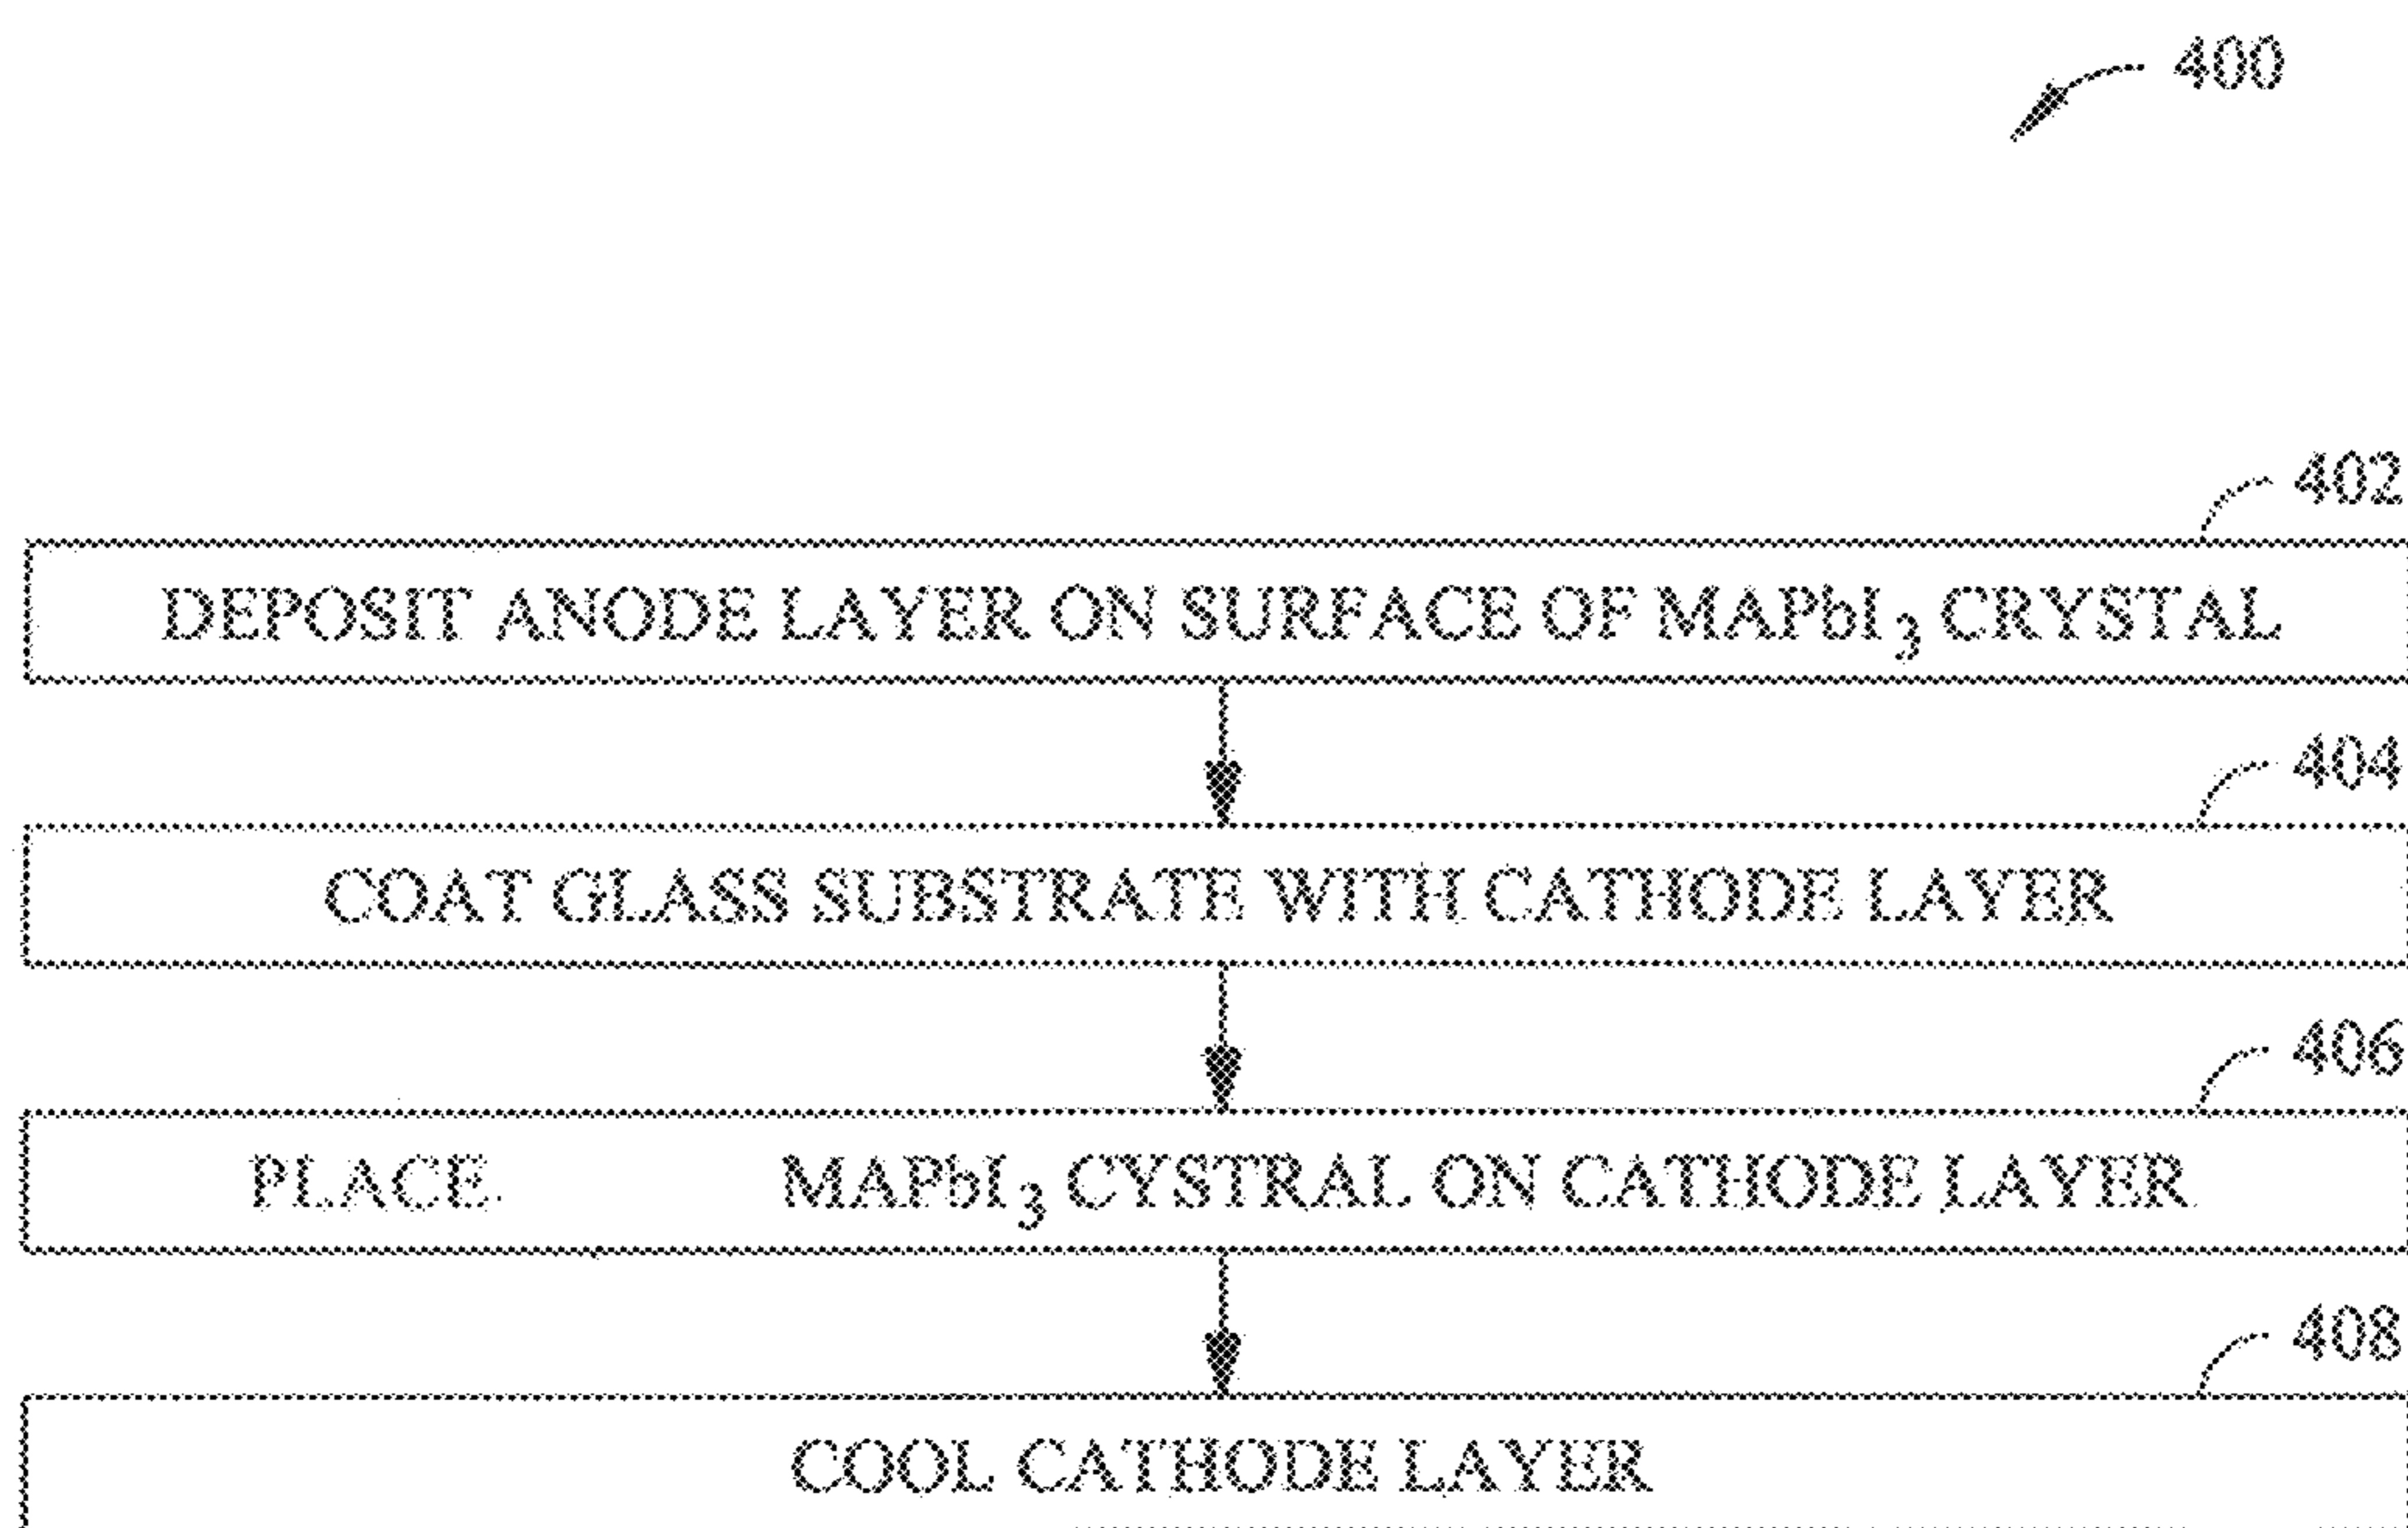 400
402
DEPOSIT ANODE LAYER ON SURFACE OF MAPbI₃ CRYSTAL
404
COAT GLASS SUBSTRATE WITH CATHODE LAYER
406
PLACE MAPbI₃ CYSTRAL ON CATHODE LAYER
408
COOL CATHODE LAYER